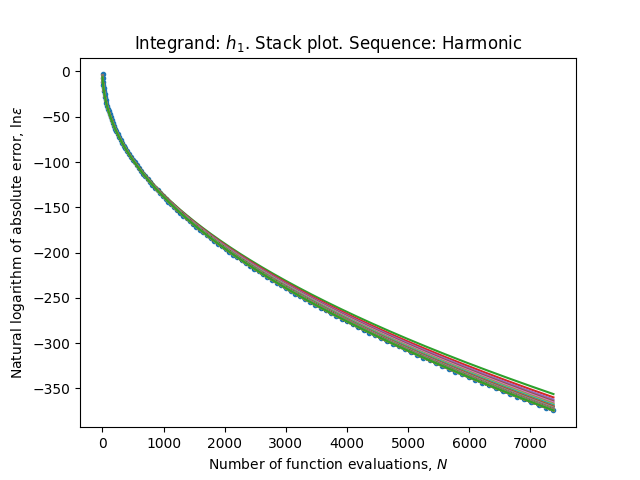 Integrand: h₁. Stack plot. Sequence: Harmonic
Natural logarithm of absolute error, lnε
0
−50
−100
−150
−200
−250
−300
−350
0 1000 2000 3000 4000 5000 6000 7000
Number of function evaluations, N